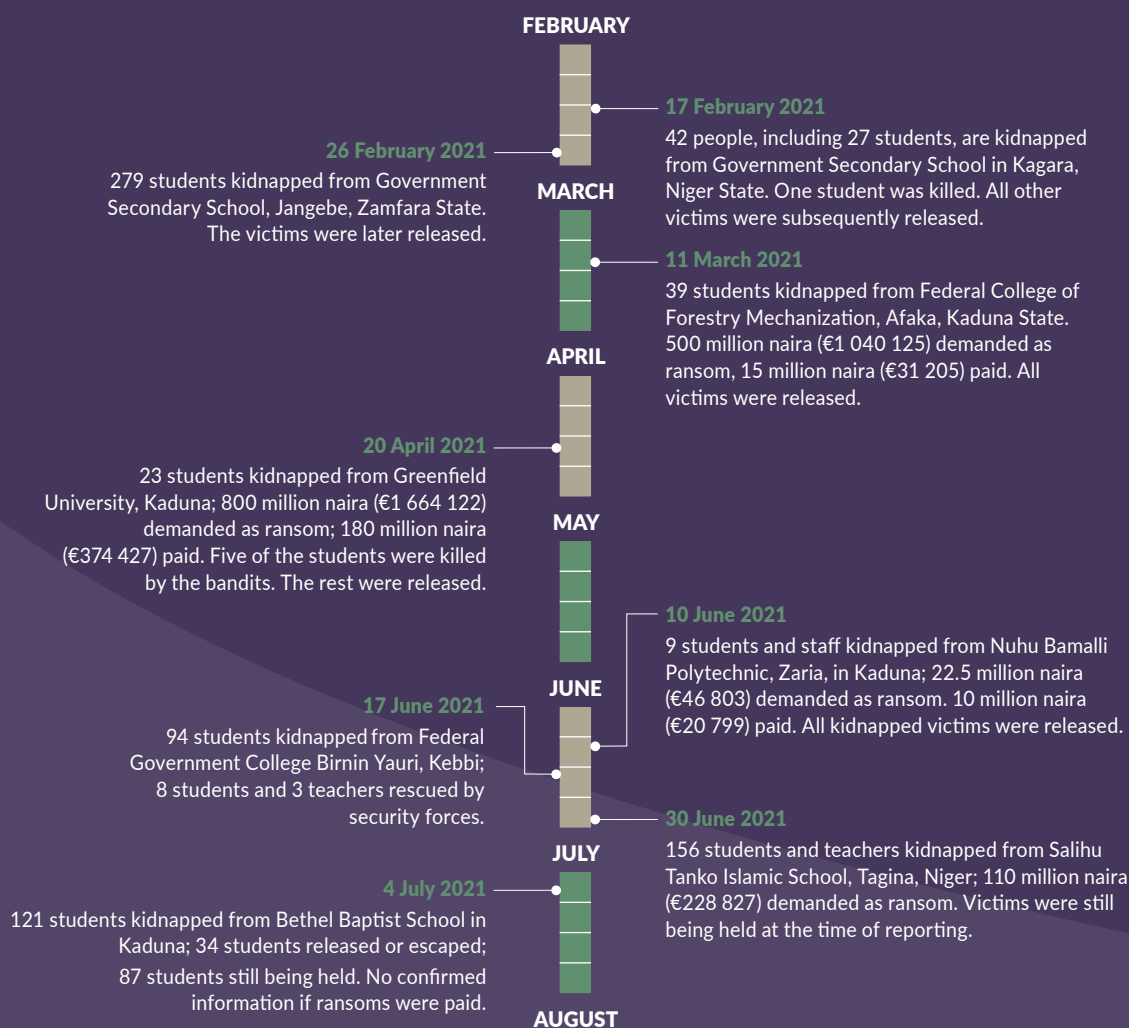 FEBRUARY
17 February 2021
42 people, including 27 students, are kidnapped
from Government Secondary School in Kagara,
Niger State. One student was killed. All other
victims were subsequently released.
26 February 2021
279 students kidnapped from Government
Secondary School, Jangebe, Zamfara State.
The victims were later released.
MARCH
11 March 2021
39 students kidnapped from Federal College of
Forestry Mechanization, Afaka, Kaduna State.
500 million naira (€1 040 125) demanded as
ransom, 15 million naira (€31 205) paid. All
victims were released.
APRIL
20 April 2021
23 students kidnapped from Greenfield
University, Kaduna; 800 million naira (€1 664 122)
demanded as ransom; 180 million naira
(€374 427) paid. Five of the students were killed
by the bandits. The rest were released.
MAY
10 June 2021
9 students and staff kidnapped from Nuhu Bamalli
Polytechnic, Zaria, in Kaduna; 22.5 million naira
(€46 803) demanded as ransom. 10 million naira
(€20 799) paid. All kidnapped victims were released.
JUNE
17 June 2021
94 students kidnapped from Federal
Government College Birnin Yauri, Kebbi;
8 students and 3 teachers rescued by
security forces.
30 June 2021
156 students and teachers kidnapped from Salihu
Tanko Islamic School, Tagina, Niger; 110 million naira
(€228 827) demanded as ransom. Victims were still
being held at the time of reporting.
JULY
4 July 2021
121 students kidnapped from Bethel Baptist School in
Kaduna; 34 students released or escaped;
87 students still being held. No confirmed
information if ransoms were paid.
AUGUST